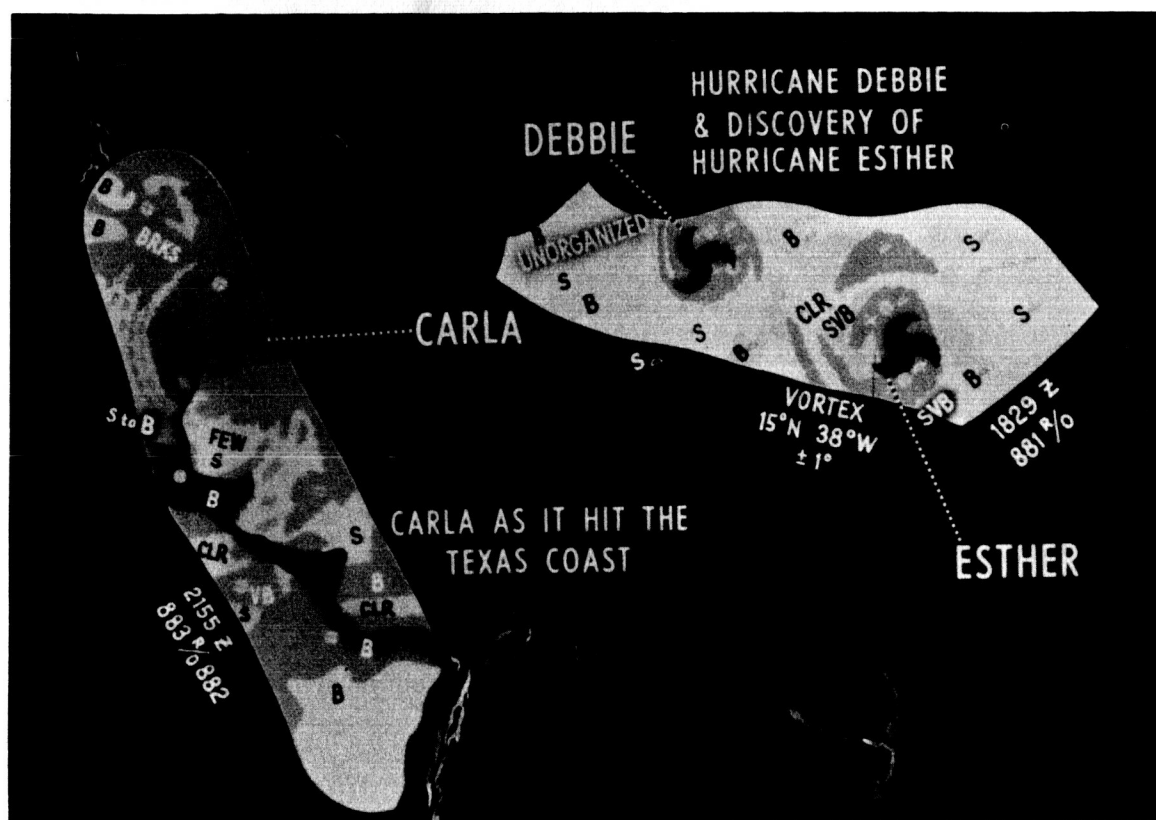 HURRICANE DEBBIE
& DISCOVERY OF
HURRICANE ESTHER
DEBBIE
UNORGANIZED
S
B
S
B
S
B
S
S
CLR
SVB
B
SVB
VORTEX
15°N 38°W
± 1°
1829 Z
881 R/O
ESTHER
B
B
BRKS
CARLA
S to B
FEW
S
B
CARLA AS IT HIT THE
TEXAS COAST
S
CLR
VB
S
B
CLR
B
B
2155 Z
883 R/O 882